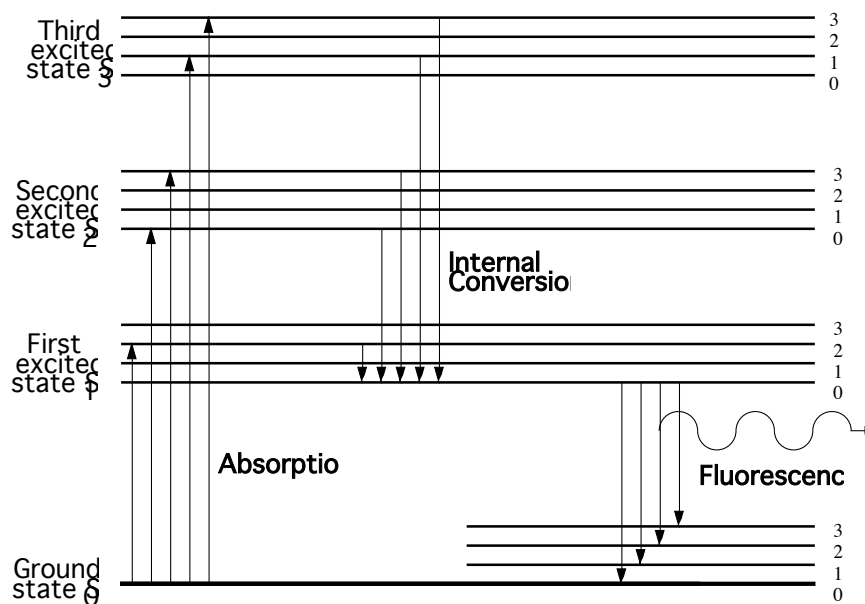 Third
excited
state S
3
3
2
1
0
Second
excited
state S
2
3
2
1
0
Internal
Conversio
First
excited
state S
1
3
2
1
0
Absorptio
Fluorescenc
Ground
state S
0
3
2
1
0